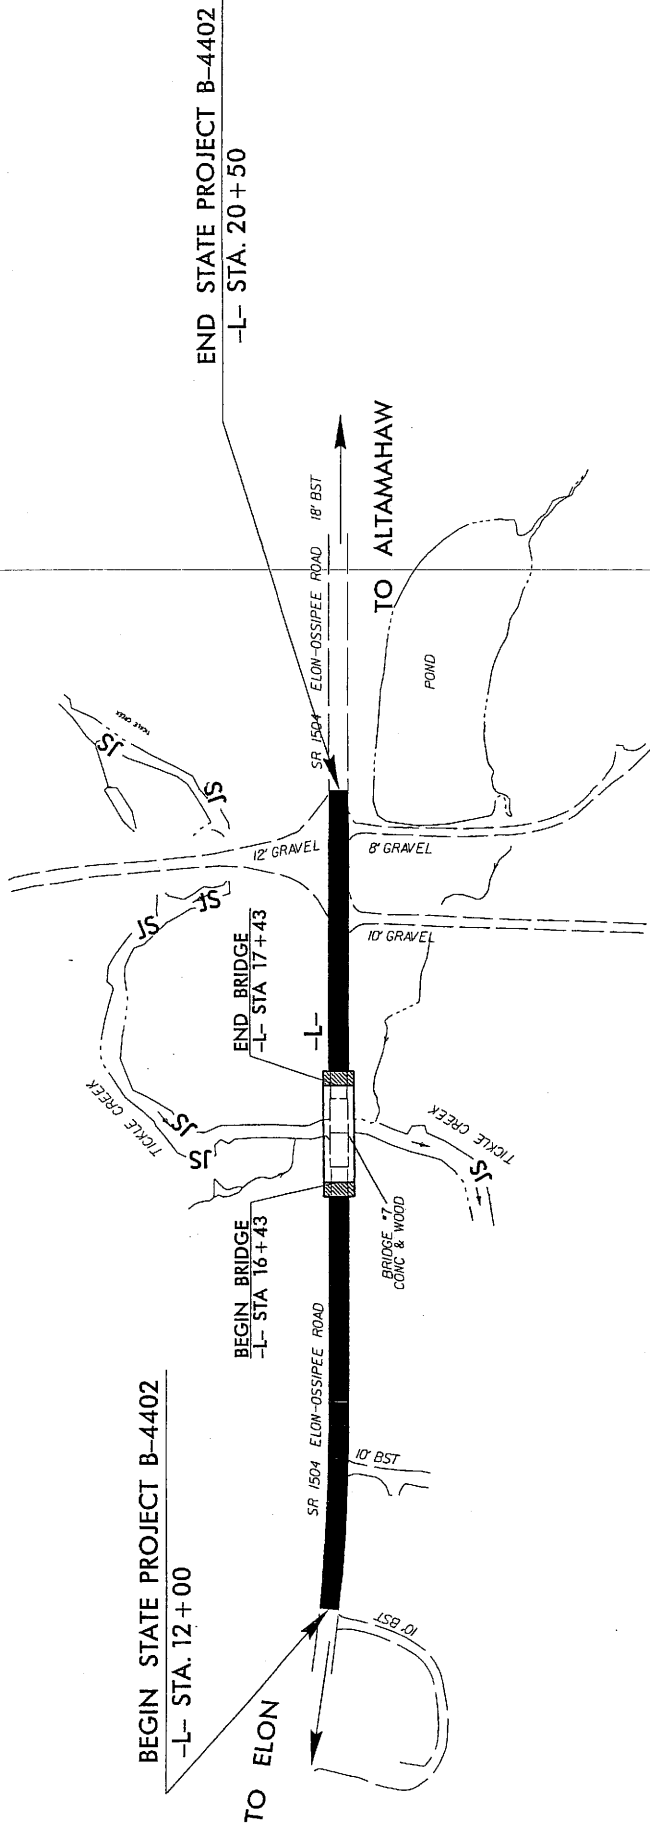 BEGIN STATE PROJECT B-4402
-L- STA. 12+00
TO ELON
10' BST
10' BST
SR 1504 ELON-OSSIPEE ROAD
BEGIN BRIDGE
-L- STA 16+43
BRIDGE #7
CONC & WOOD
TICKLE CREEK
JS
JS
TICKLE CREEK
JS
END BRIDGE
-L- STA 17+43
-L-
JS
JS
10' GRAVEL
12' GRAVEL
8' GRAVEL
JS
JS
TICKLE CREEK
POND
SR 1504 ELON-OSSIPEE ROAD 18' BST
TO ALTAMAHAW
END STATE PROJECT B-4402
-L- STA. 20+50